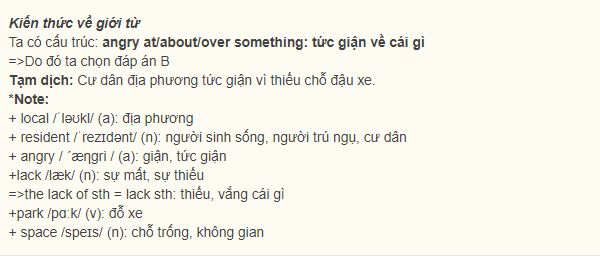 Kiến thức về giới từ
Ta có cấu trúc: angry at/about/over something: tức giận về cái gì
=>Do đó ta chọn đáp án B
Tạm dịch: Cư dân địa phương tức giận vì thiếu chỗ đậu xe.
*Note:
+ local /ˈləʊkl/ (a): địa phương
+ resident /ˈrezɪdənt/ (n): người sinh sống, người trú ngụ, cư dân
+ angry / ´æŋgri / (a): giận, tức giận
+lack /læk/ (n): sự mất, sự thiếu
=>the lack of sth = lack sth: thiếu, vắng cái gì
+park /pɑːk/ (v): đỗ xe
+ space /speɪs/ (n): chỗ trống, không gian